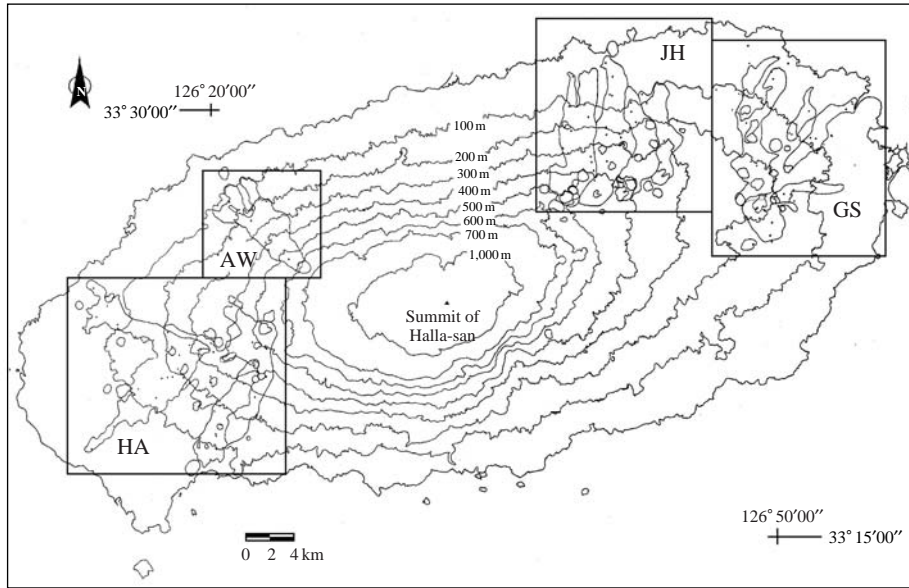 JH
N
126° 20′00″
33° 30′00″
100 m
200 m
300 m
400 m
500 m
600 m
700 m
1,000 m
GS
AW
Summit of
Halla-san
HA
126° 50′00″
33° 15′00″
0 2 4 km